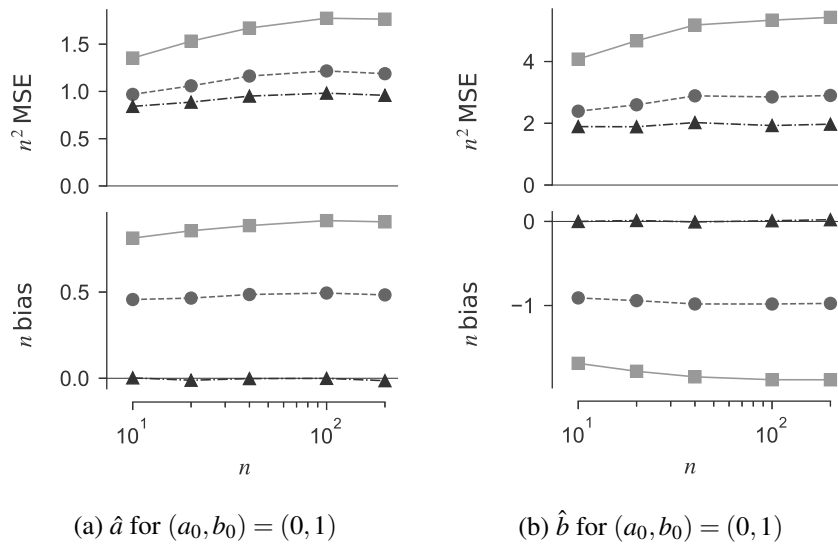 1.5
1.0
0.5
0.0
n² MSE
0.5
0.0
n bias
10¹
10²
n
(a) â for (a₀, b₀) = (0, 1)
4
2
0
n² MSE
0
−1
n bias
10¹
10²
n
(b) b̂ for (a₀, b₀) = (0, 1)